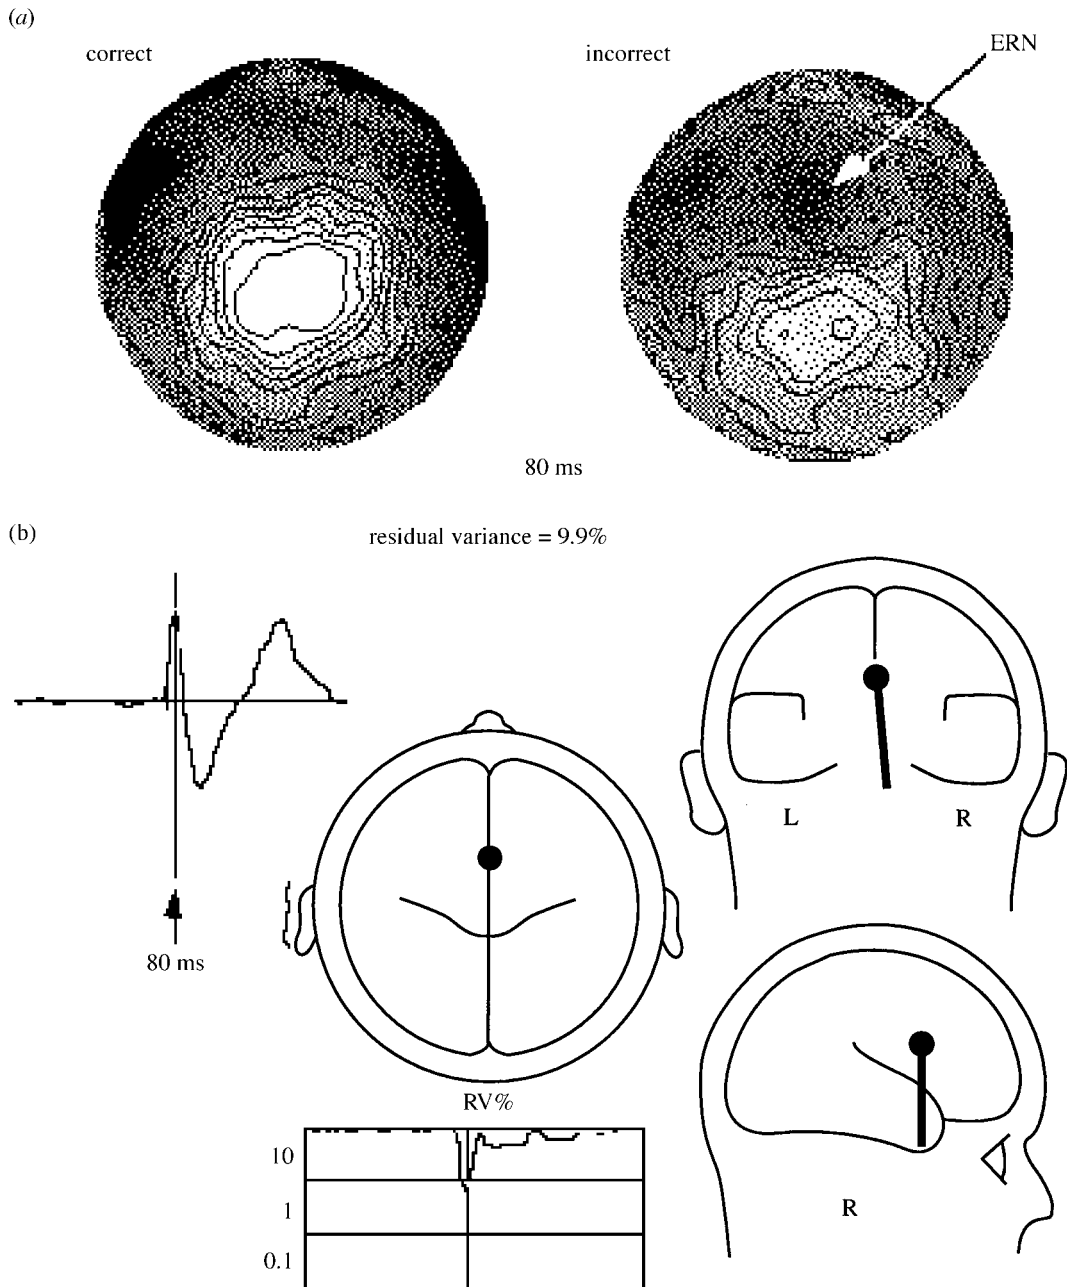 (a)
correct
incorrect
ERN
80 ms
(b)
residual variance = 9.9%
80 ms
L
R
RV%
10
1
0.1
R